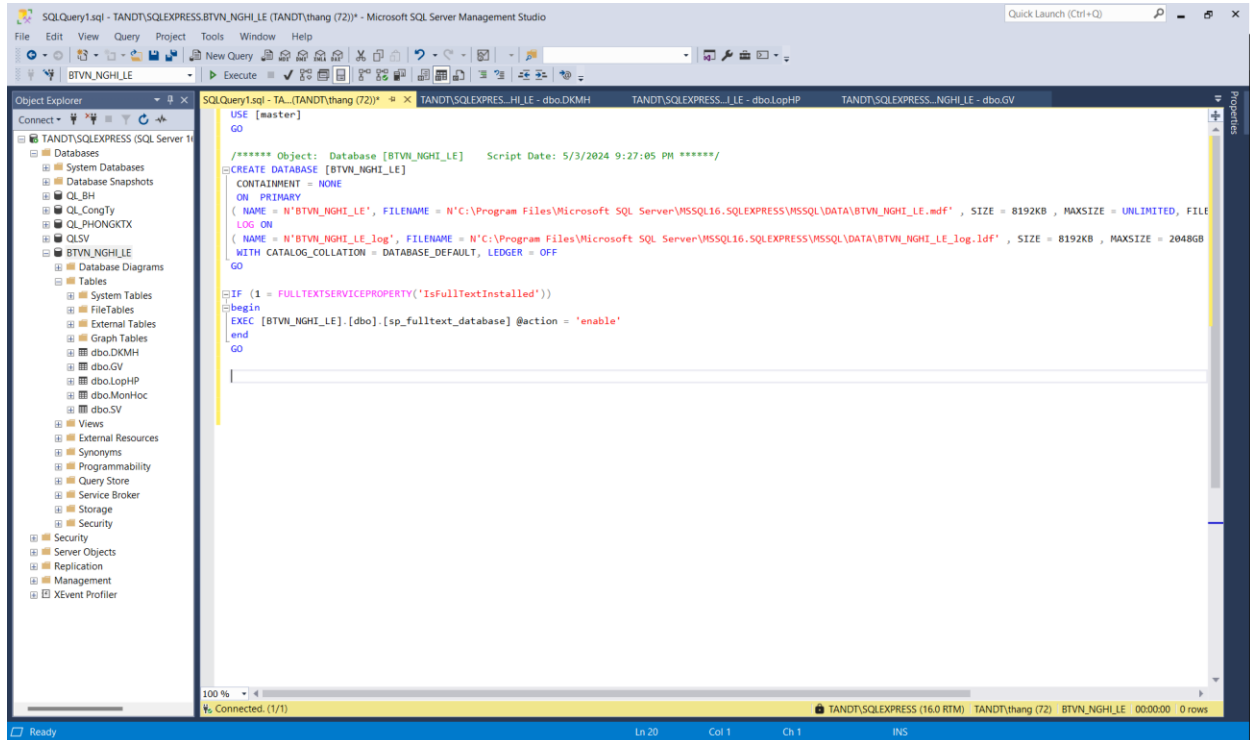 SQLQuery1.sql - TANDT\SQLEXPRESS.BTVN_NGHI_LE (TANDT\thang (72))* - Microsoft SQL Server Management Studio
Quick Launch (Ctrl+Q)
File Edit View Query Project Tools Window Help
New Query
BTVN_NGHI_LE
Execute
Object Explorer
Connect
TANDT\SQLEXPRESS (SQL Server 16
Databases
System Databases
Database Snapshots
QL_BH
QL_CongTy
QL_PHONGKTX
QLSV
BTVN_NGHI_LE
Database Diagrams
Tables
System Tables
FileTables
External Tables
Graph Tables
dbo.DKMH
dbo.GV
dbo.LopHP
dbo.MonHoc
dbo.SV
Views
External Resources
Synonyms
Programmability
Query Store
Service Broker
Storage
Security
Security
Server Objects
Replication
Management
XEvent Profiler
SQLQuery1.sql - TA...(TANDT\thang (72))* TANDT\SQLEXPRES...HI_LE - dbo.DKMH TANDT\SQLEXPRESS...I_LE - dbo.LopHP TANDT\SQLEXPRESS...NGHI_LE - dbo.GV
USE [master]
GO
/****** Object: Database [BTVN_NGHI_LE] Script Date: 5/3/2024 9:27:05 PM ******/
CREATE DATABASE [BTVN_NGHI_LE]
CONTAINMENT = NONE
ON PRIMARY
( NAME = N'BTVN_NGHI_LE', FILENAME = N'C:\Program Files\Microsoft SQL Server\MSSQL16.SQLEXPRESS\MSSQL\DATA\BTVN_NGHI_LE.mdf' , SIZE = 8192KB , MAXSIZE = UNLIMITED, FILE
LOG ON
( NAME = N'BTVN_NGHI_LE_log', FILENAME = N'C:\Program Files\Microsoft SQL Server\MSSQL16.SQLEXPRESS\MSSQL\DATA\BTVN_NGHI_LE_log.ldf' , SIZE = 8192KB , MAXSIZE = 2048GB
WITH CATALOG_COLLATION = DATABASE_DEFAULT, LEDGER = OFF
GO
IF (1 = FULLTEXTSERVICEPROPERTY('IsFullTextInstalled'))
begin
EXEC [BTVN_NGHI_LE].[dbo].[sp_fulltext_database] @action = 'enable'
end
GO
Properties
100 %
Connected. (1/1)
TANDT\SQLEXPRESS (16.0 RTM) TANDT\thang (72) BTVN_NGHI_LE 00:00:00 0 rows
Ready Ln 20 Col 1 Ch 1 INS